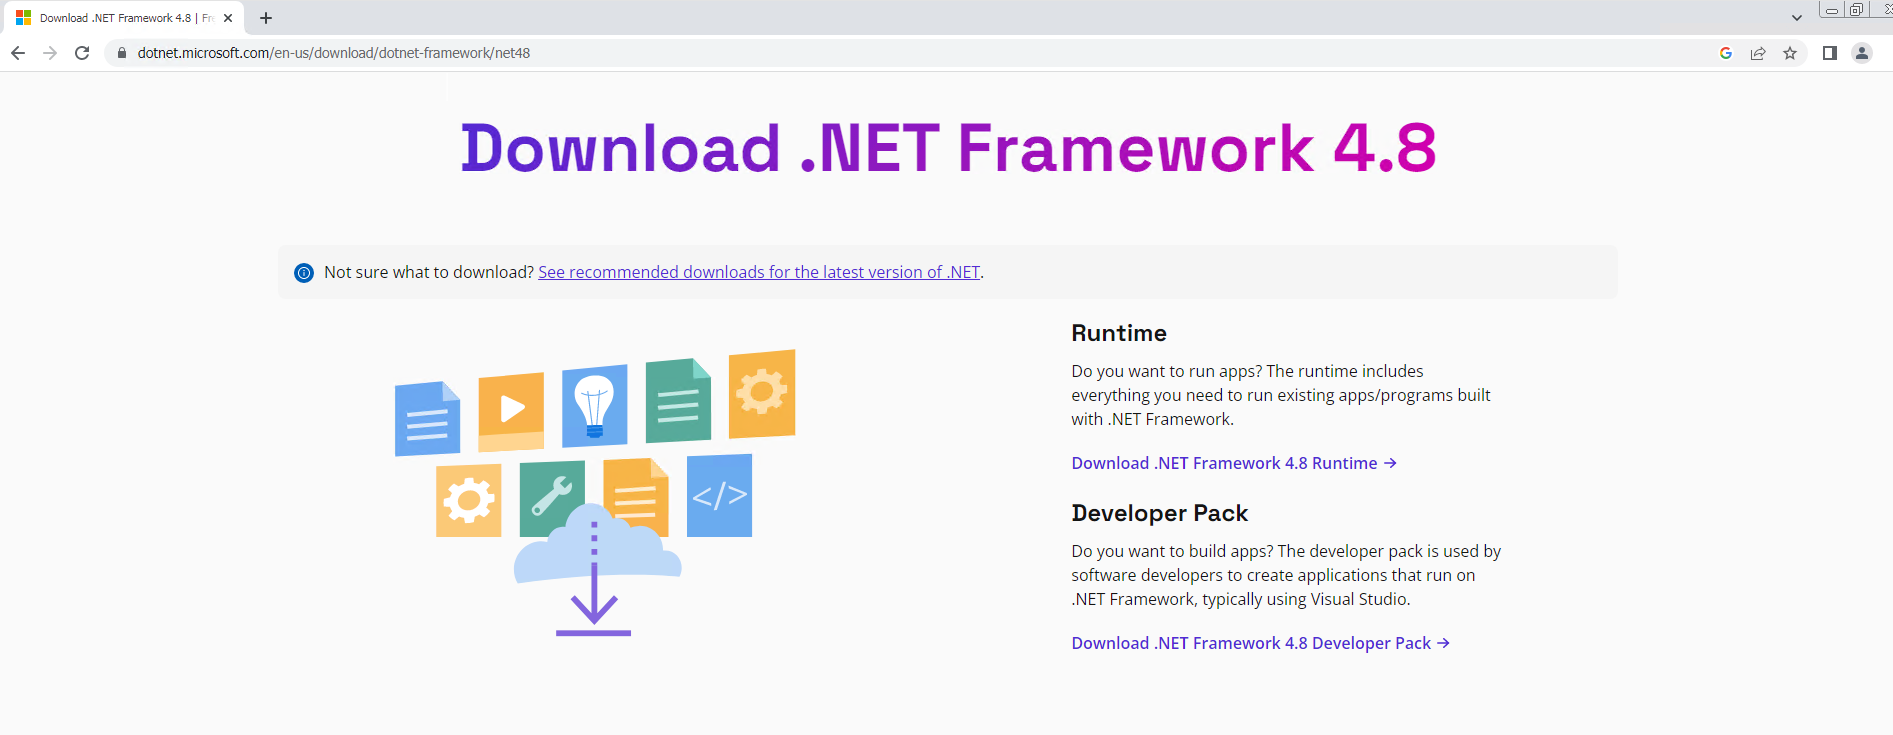 Download .NET Framework 4.8 | Fre
dotnet.microsoft.com/en-us/download/dotnet-framework/net48
Download .NET Framework 4.8
Not sure what to download? See recommended downloads for the latest version of .NET.
Runtime
Do you want to run apps? The runtime includes
everything you need to run existing apps/programs built
with .NET Framework.
Download .NET Framework 4.8 Runtime →
Developer Pack
Do you want to build apps? The developer pack is used by
software developers to create applications that run on
.NET Framework, typically using Visual Studio.
Download .NET Framework 4.8 Developer Pack →